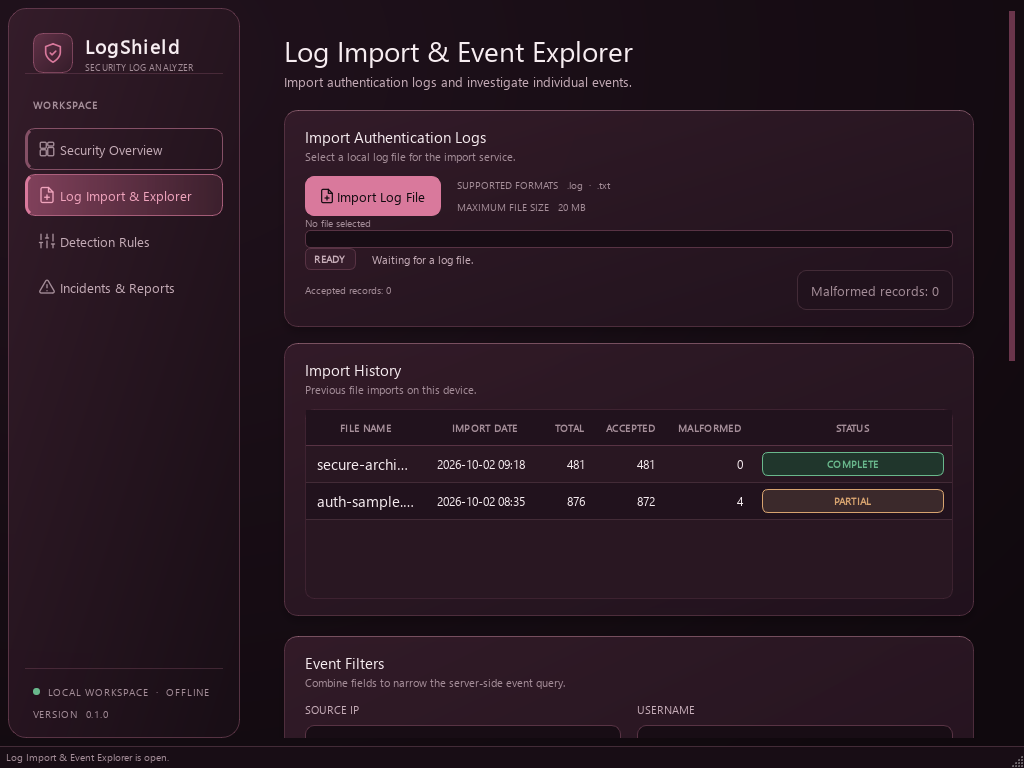 LogShield
SECURITY LOG ANALYZER
WORKSPACE
Security Overview
Log Import & Explorer
Detection Rules
Incidents & Reports
LOCAL WORKSPACE · OFFLINE
VERSION 0.1.0
Log Import & Event Explorer
Import authentication logs and investigate individual events.
Import Authentication Logs
Select a local log file for the import service.
Import Log File
SUPPORTED FORMATS .log · .txt
MAXIMUM FILE SIZE 20 MB
No file selected
READY Waiting for a log file.
Accepted records: 0
Malformed records: 0
Import History
Previous file imports on this device.
FILE NAME IMPORT DATE TOTAL ACCEPTED MALFORMED STATUS
secure-archi... 2026-10-02 09:18 481 481 0 COMPLETE
auth-sample.... 2026-10-02 08:35 876 872 4 PARTIAL
Event Filters
Combine fields to narrow the server-side event query.
SOURCE IP USERNAME
Log Import & Event Explorer is open.